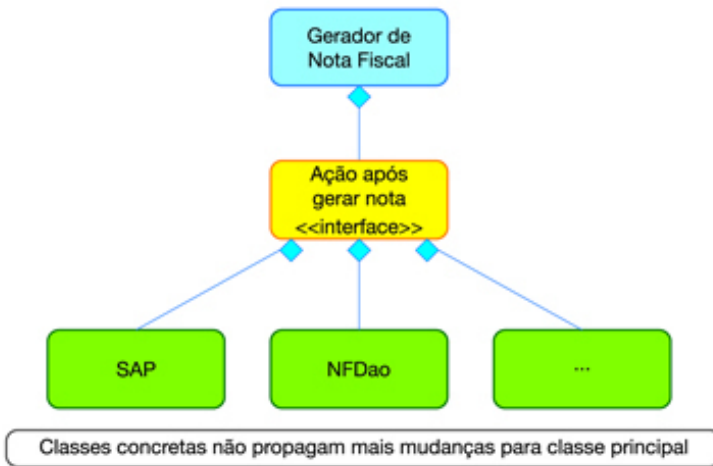 Gerador de
Nota Fiscal
Ação após
gerar nota
<<interface>>
SAP
NFDao
...
Classes concretas não propagam mais mudanças para classe principal